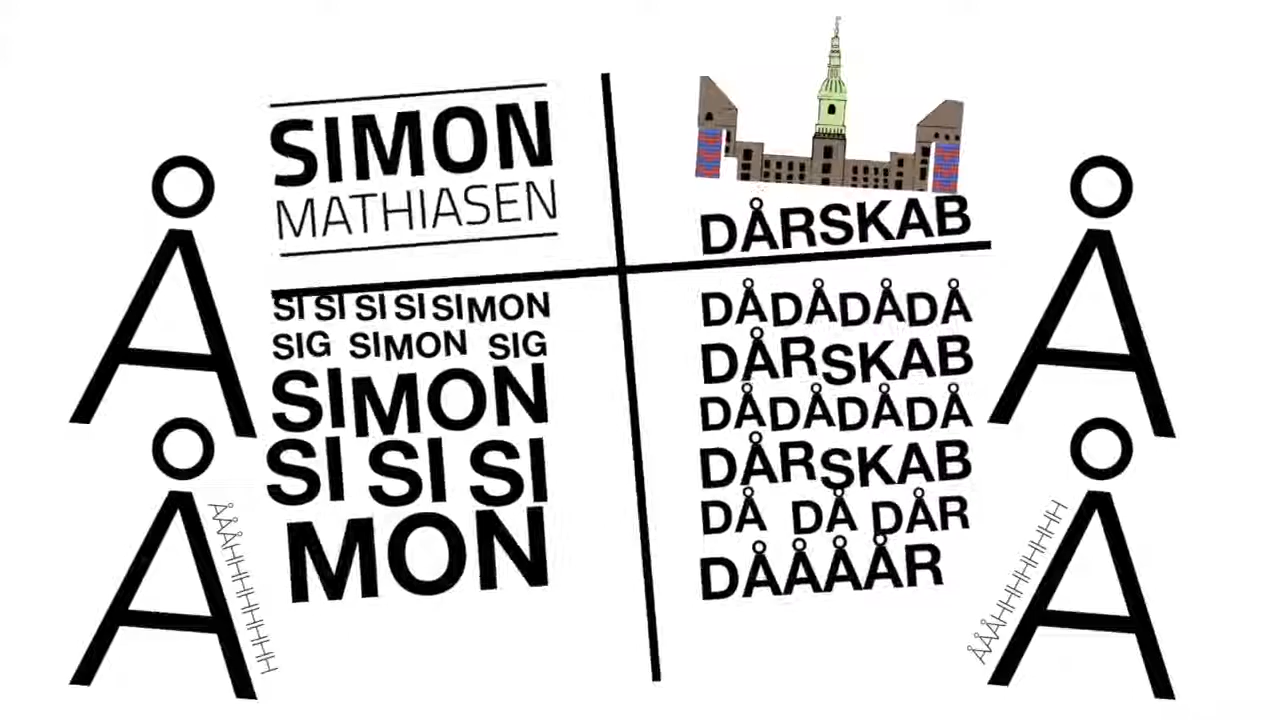 SIMON
MATHIASEN
SI SI SI SI SIMON
SIG SIMON SIG
SIMON
SI SI SI
MON
DÅRSKAB
DÅDÅDÅDÅ
DÅRSKAB
DÅDÅDÅDÅ
DÅRSKAB
DÅ DÅ DÅR
DÅÅÅÅR
Å
Å
ÅÅÅHHHHHHHH
Å
Å
ÅÅÅHHHHHHHH